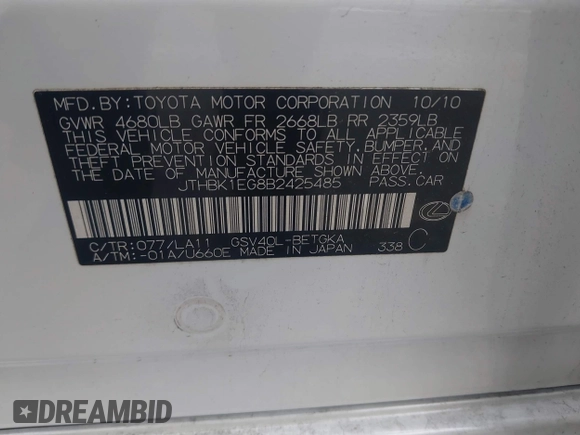 MFD. BY: TOYOTA MOTOR CORPORATION 10/10
GVWR 4680LB GAWR FR 2668LB RR 2359LB
THIS VEHICLE CONFORMS TO ALL APPLICABLE
FEDERAL MOTOR VEHICLE SAFETY, BUMPER, AND
THEFT PREVENTION STANDARDS IN EFFECT ON
THE DATE OF MANUFACTURE SHOWN ABOVE.
JTHBK1EG8B2425485 PASS. CAR
C/TR: 077/LA11 GSV40L-BETGKA
A/TM: -01A/U660E MADE IN JAPAN 338 C
DREAMBID